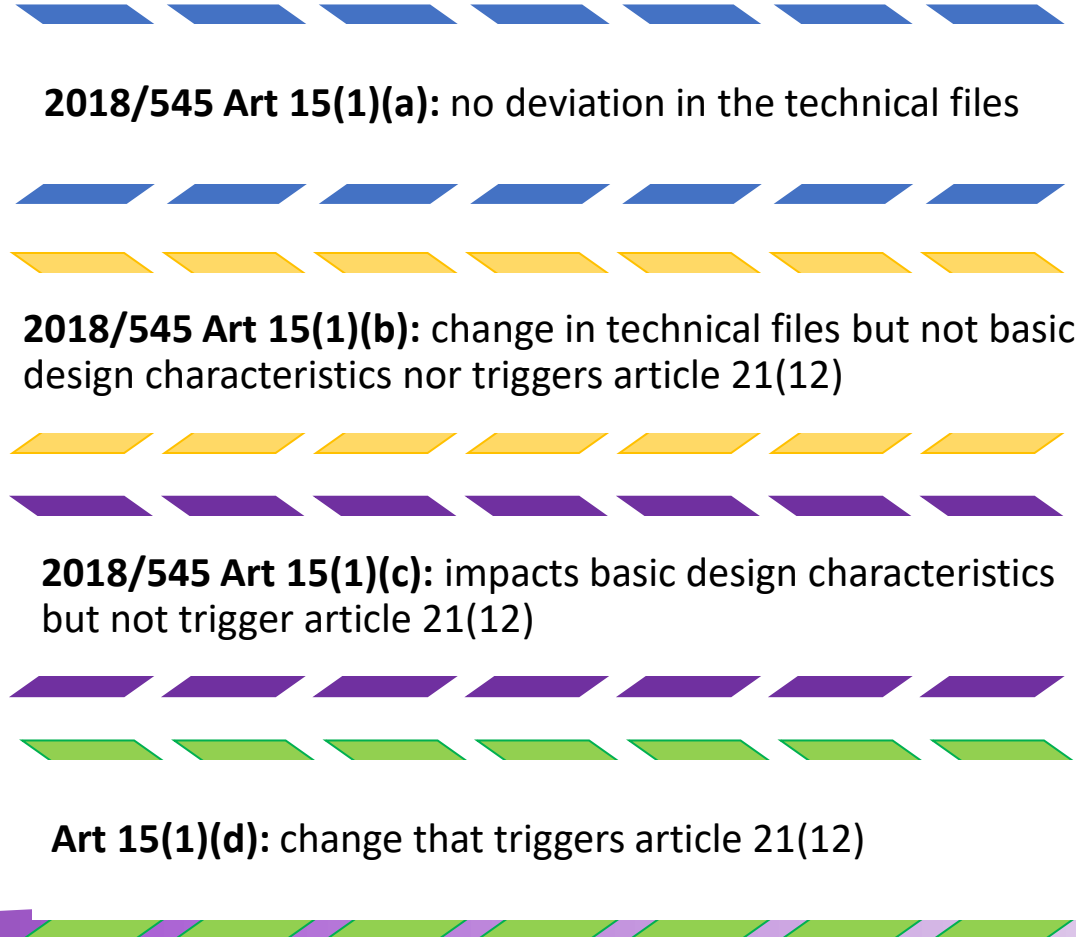 2018/545 Art 15(1)(a): no deviation in the technical files
2018/545 Art 15(1)(b): change in technical files but not basic
design characteristics nor triggers article 21(12)
2018/545 Art 15(1)(c): impacts basic design characteristics
but not trigger article 21(12)
Art 15(1)(d): change that triggers article 21(12)